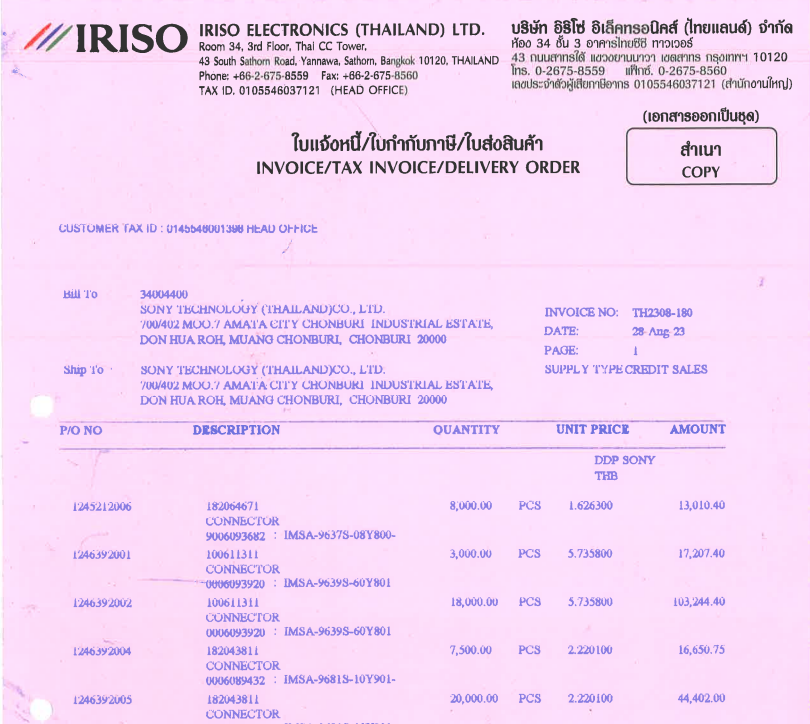 IRISO
IRISO ELECTRONICS (THAILAND) LTD.
Room 34, 3rd Floor, Thai CC Tower,
43 South Sathorn Road, Yannawa, Sathorn, Bangkok 10120, THAILAND
Phone: +66-2-675-8559 Fax: +66-2-675-8560
TAX ID. 0105546037121 (HEAD OFFICE)
บริษัท อิริโซ่ อิเล็คทรอนิคส์ (ไทยแลนด์) จำกัด
ห้อง 34 ชั้น 3 อาคารไทยซีซี ทาวเวอร์
43 ถนนสาทรใต้ แขวงยานนาวา เขตสาทร กรุงเทพฯ 10120
โทร. 0-2675-8559 แฟ็กซ์. 0-2675-8560
เลขประจำตัวผู้เสียภาษีอากร 0105546037121 (สำนักงานใหญ่)
(เอกสารออกเป็นชุด)
ใบแจ้งหนี้/ใบกำกับภาษี/ใบส่งสินค้า
INVOICE/TAX INVOICE/DELIVERY ORDER
สำเนา
COPY
CUSTOMER TAX ID : 0145546001398 HEAD OFFICE
Bill To 34004400
SONY TECHNOLOGY (THAILAND)CO., LTD.
700/402 MOO.7 AMATA CITY CHONBURI INDUSTRIAL ESTATE,
DON HUA ROH, MUANG CHONBURI, CHONBURI 20000
INVOICE NO: TH2308-180
DATE: 28-Aug-23
PAGE: 1
SUPPLY TYPE CREDIT SALES
Ship To SONY TECHNOLOGY (THAILAND)CO., LTD.
700/402 MOO.7 AMATA CITY CHONBURI INDUSTRIAL ESTATE,
DON HUA ROH, MUANG CHONBURI, CHONBURI 20000
P/O NO DESCRIPTION QUANTITY UNIT PRICE AMOUNT
DDP SONY
THB
1245212006 182064671 8,000.00 PCS 1.626300 13,010.40
CONNECTOR
9006093682 : IMSA-9637S-08Y800-
1246392001 100611311 3,000.00 PCS 5.735800 17,207.40
CONNECTOR
0006093920 : IMSA-9639S-60Y801
1246392002 100611311 18,000.00 PCS 5.735800 103,244.40
CONNECTOR
0006093920 : IMSA-9639S-60Y801
1246392004 182043811 7,500.00 PCS 2.220100 16,650.75
CONNECTOR
0006089432 : IMSA-9681S-10Y901-
1246392005 182043811 20,000.00 PCS 2.220100 44,402.00
CONNECTOR